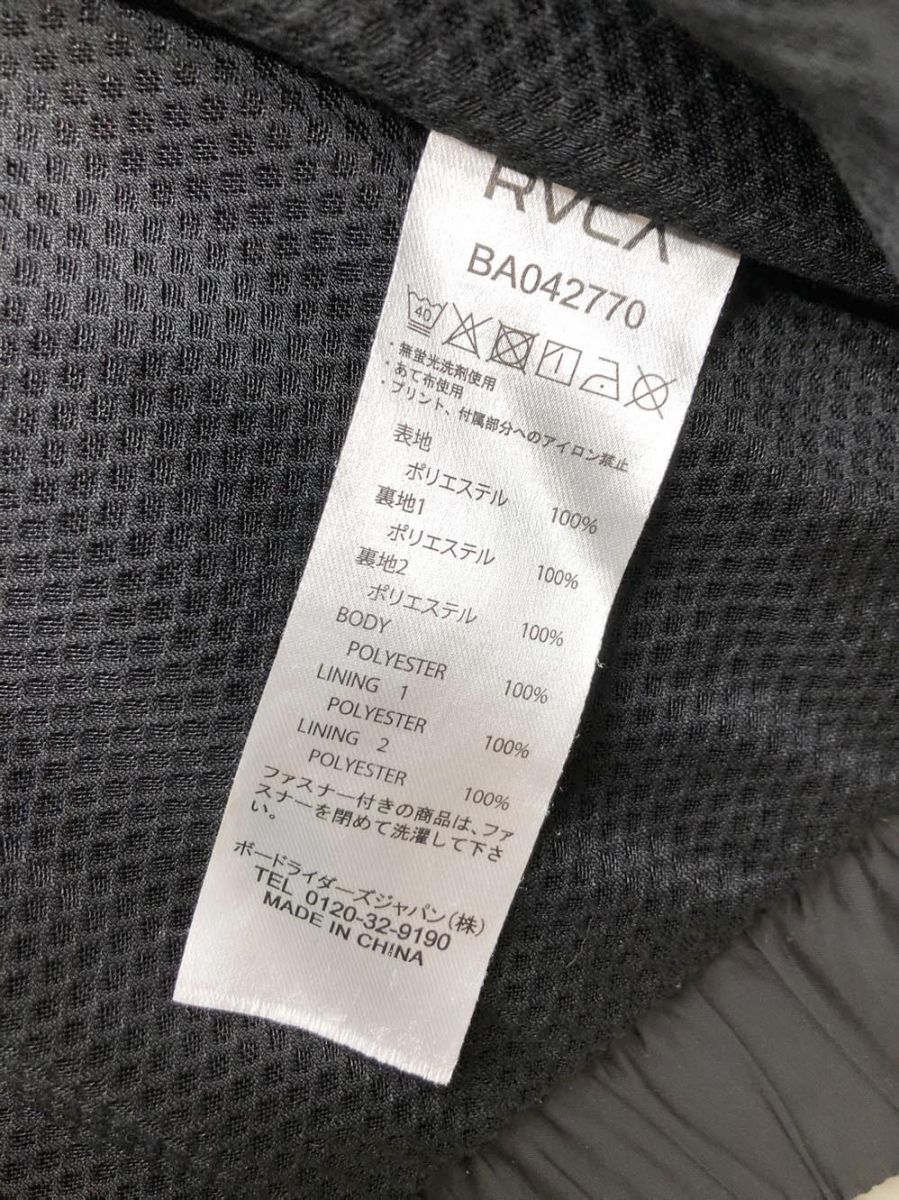 RVCA
BA042770
40
・無蛍光洗剤使用
・あて布使用
プリント、付属部分へのアイロン禁止
表地
ポリエステル 100%
裏地1
ポリエステル 100%
裏地2
ポリエステル 100%
BODY
POLYESTER 100%
LINING 1
POLYESTER 100%
LINING 2
POLYESTER 100%
ファスナー付きの商品は、ファ
スナーを閉めて洗濯して下さ
い。
ボードライダーズジャパン(株)
TEL 0120-32-9190
MADE IN CHINA